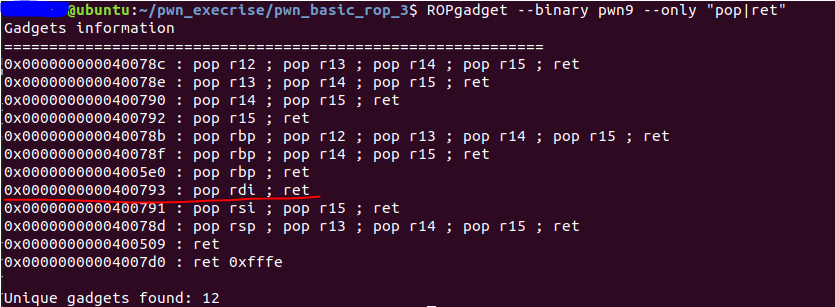 @ubuntu:~/pwn_execrise/pwn_basic_rop_3$ ROPgadget --binary pwn9 --only "pop|ret"
Gadgets information
============================================================
0x000000000040078c : pop r12 ; pop r13 ; pop r14 ; pop r15 ; ret
0x000000000040078e : pop r13 ; pop r14 ; pop r15 ; ret
0x0000000000400790 : pop r14 ; pop r15 ; ret
0x0000000000400792 : pop r15 ; ret
0x000000000040078b : pop rbp ; pop r12 ; pop r13 ; pop r14 ; pop r15 ; ret
0x000000000040078f : pop rbp ; pop r14 ; pop r15 ; ret
0x00000000004005e0 : pop rbp ; ret
0x0000000000400793 : pop rdi ; ret
0x0000000000400791 : pop rsi ; pop r15 ; ret
0x000000000040078d : pop rsp ; pop r13 ; pop r14 ; pop r15 ; ret
0x0000000000400509 : ret
0x00000000004007d0 : ret 0xfffe
Unique gadgets found: 12